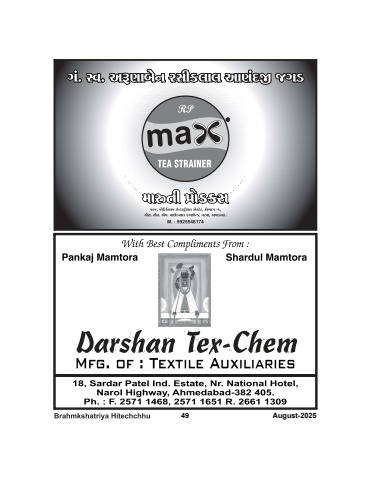 ગં. સ્વ. અરૂણાબેન રસીકલાલ આણંદજી જગડ
RP
max
TEA STRAINER
મારુતી પ્રોડકટસ
M. : 9925546174
With Best Compliments From :
Pankaj Mamtora
Shardul Mamtora
Darshan Tex-Chem
MFG. OF : TEXTILE AUXILIARIES
18, Sardar Patel Ind. Estate, Nr. National Hotel,
Narol Highway, Ahmedabad-382 405.
Ph. : F. 2571 1468, 2571 1651 R. 2661 1309
Brahmkshatriya Hitechchhu
49
August-2025